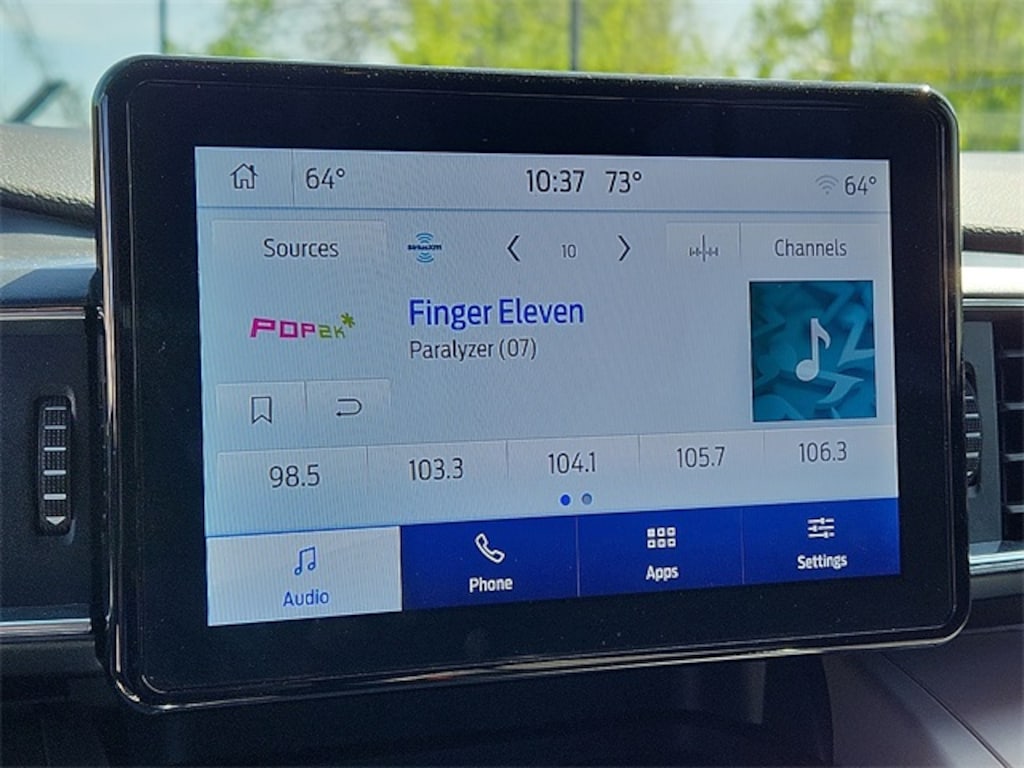 64° 10:37 73° 64°
Sources SiriusXM 10 Channels
POP2K
Finger Eleven
Paralyzer (07)
98.5 103.3 104.1 105.7 106.3
Audio Phone Apps Settings